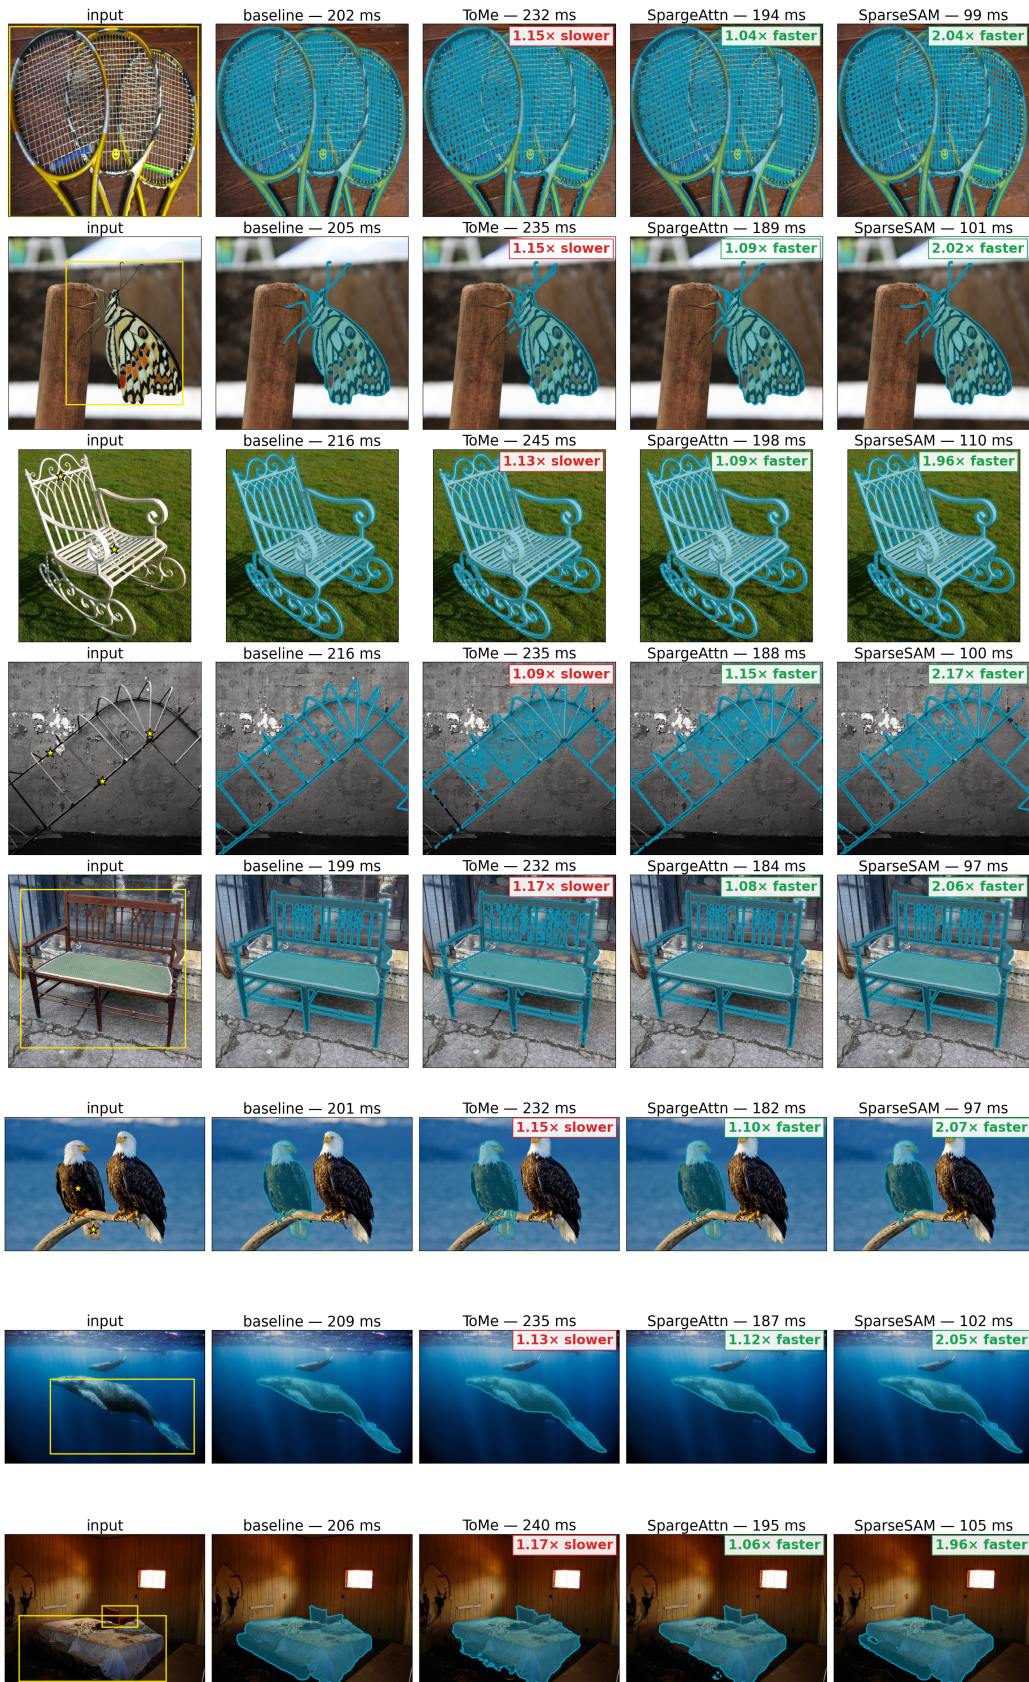 input baseline — 202 ms ToMe — 232 ms SpargeAttn — 194 ms SparseSAM — 99 ms
1.15× slower 1.04× faster 2.04× faster
input baseline — 205 ms ToMe — 235 ms SpargeAttn — 189 ms SparseSAM — 101 ms
1.15× slower 1.09× faster 2.02× faster
input baseline — 216 ms ToMe — 245 ms SpargeAttn — 198 ms SparseSAM — 110 ms
1.13× slower 1.09× faster 1.96× faster
input baseline — 216 ms ToMe — 235 ms SpargeAttn — 188 ms SparseSAM — 100 ms
1.09× slower 1.15× faster 2.17× faster
input baseline — 199 ms ToMe — 232 ms SpargeAttn — 184 ms SparseSAM — 97 ms
1.17× slower 1.08× faster 2.06× faster
input baseline — 201 ms ToMe — 232 ms SpargeAttn — 182 ms SparseSAM — 97 ms
1.15× slower 1.10× faster 2.07× faster
input baseline — 209 ms ToMe — 235 ms SpargeAttn — 187 ms SparseSAM — 102 ms
1.13× slower 1.12× faster 2.05× faster
input baseline — 206 ms ToMe — 240 ms SpargeAttn — 195 ms SparseSAM — 105 ms
1.17× slower 1.06× faster 1.96× faster